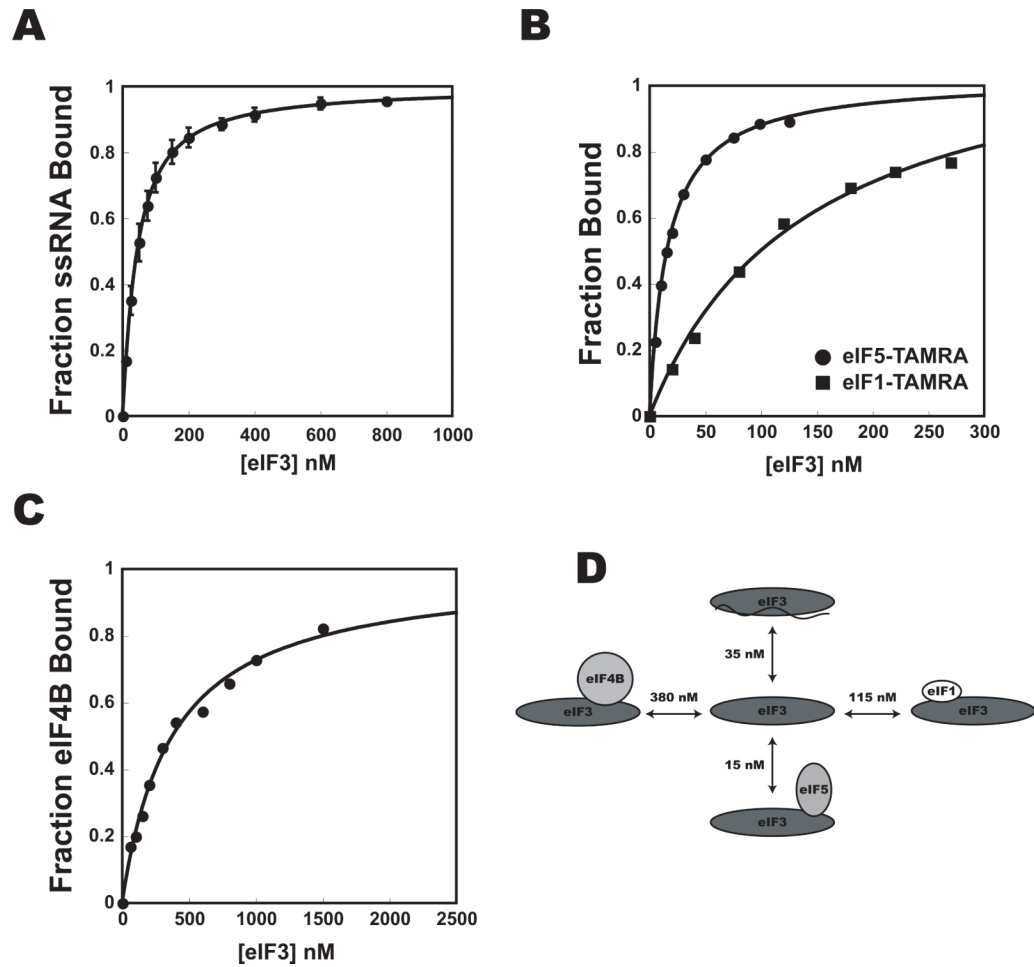 A
Fraction ssRNA Bound
1
0.8
0.6
0.4
0.2
0
0 200 400 600 800 1000
[eIF3] nM
B
Fraction Bound
1
0.8
0.6
0.4
0.2
0
eIF5-TAMRA
eIF1-TAMRA
0 50 100 150 200 250 300
[eIF3] nM
C
Fraction eIF4B Bound
1
0.8
0.6
0.4
0.2
0
0 500 1000 1500 2000 2500
[eIF3] nM
D
eIF3
35 nM
eIF4B
eIF3
380 nM
eIF3
115 nM
eIF1
eIF3
15 nM
eIF5
eIF3